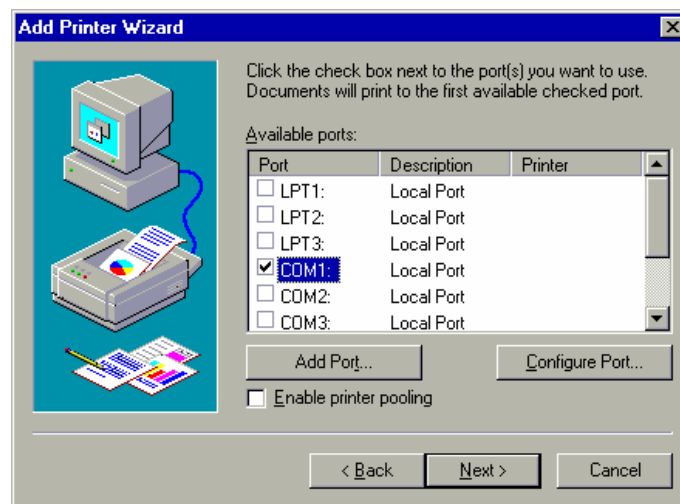 Add Printer Wizard
Click the check box next to the port(s) you want to use.
Documents will print to the first available checked port.
Available ports:
Port Description Printer
LPT1: Local Port
LPT2: Local Port
LPT3: Local Port
COM1: Local Port
COM2: Local Port
COM3: Local Port
Add Port... Configure Port...
Enable printer pooling
< Back Next > Cancel